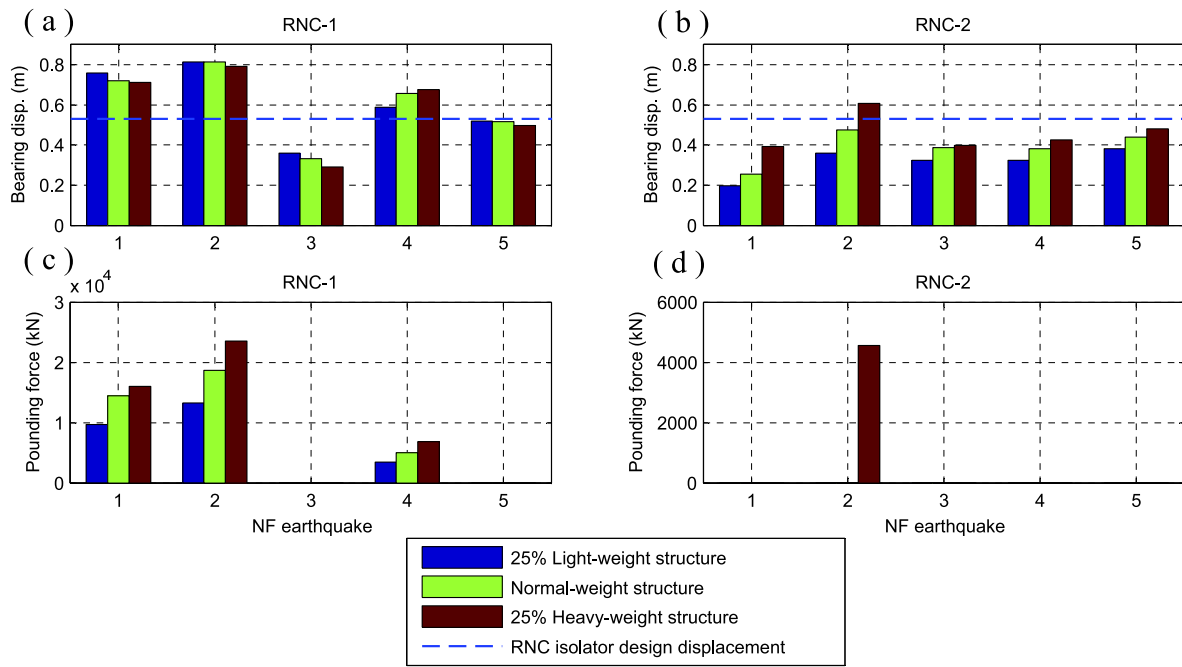 ( a )
RNC-1
Bearing disp. (m)
0.8
0.6
0.4
0.2
0
1 2 3 4 5
( b )
RNC-2
Bearing disp. (m)
0.8
0.6
0.4
0.2
0
1 2 3 4 5
( c )
x 10^4
RNC-1
Pounding force (kN)
3
2
1
0
1 2 3 4 5
NF earthquake
( d )
RNC-2
Pounding force (kN)
6000
4000
2000
0
1 2 3 4 5
NF earthquake
25% Light-weight structure
Normal-weight structure
25% Heavy-weight structure
RNC isolator design displacement